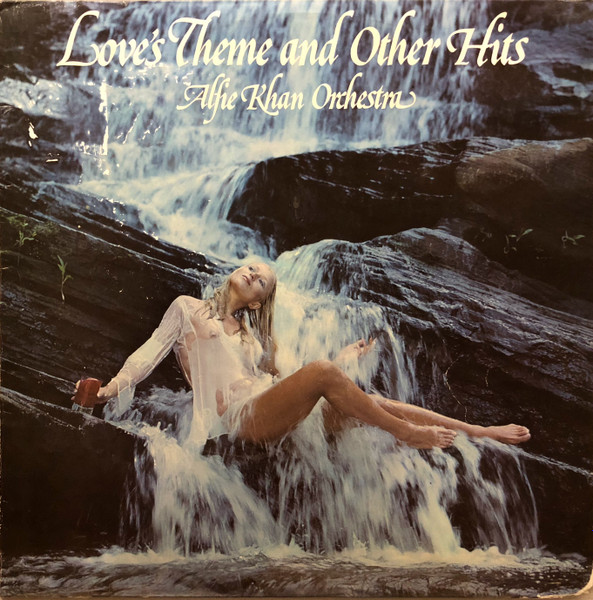 Love's Theme and Other Hits
Alfie Khan Orchestra